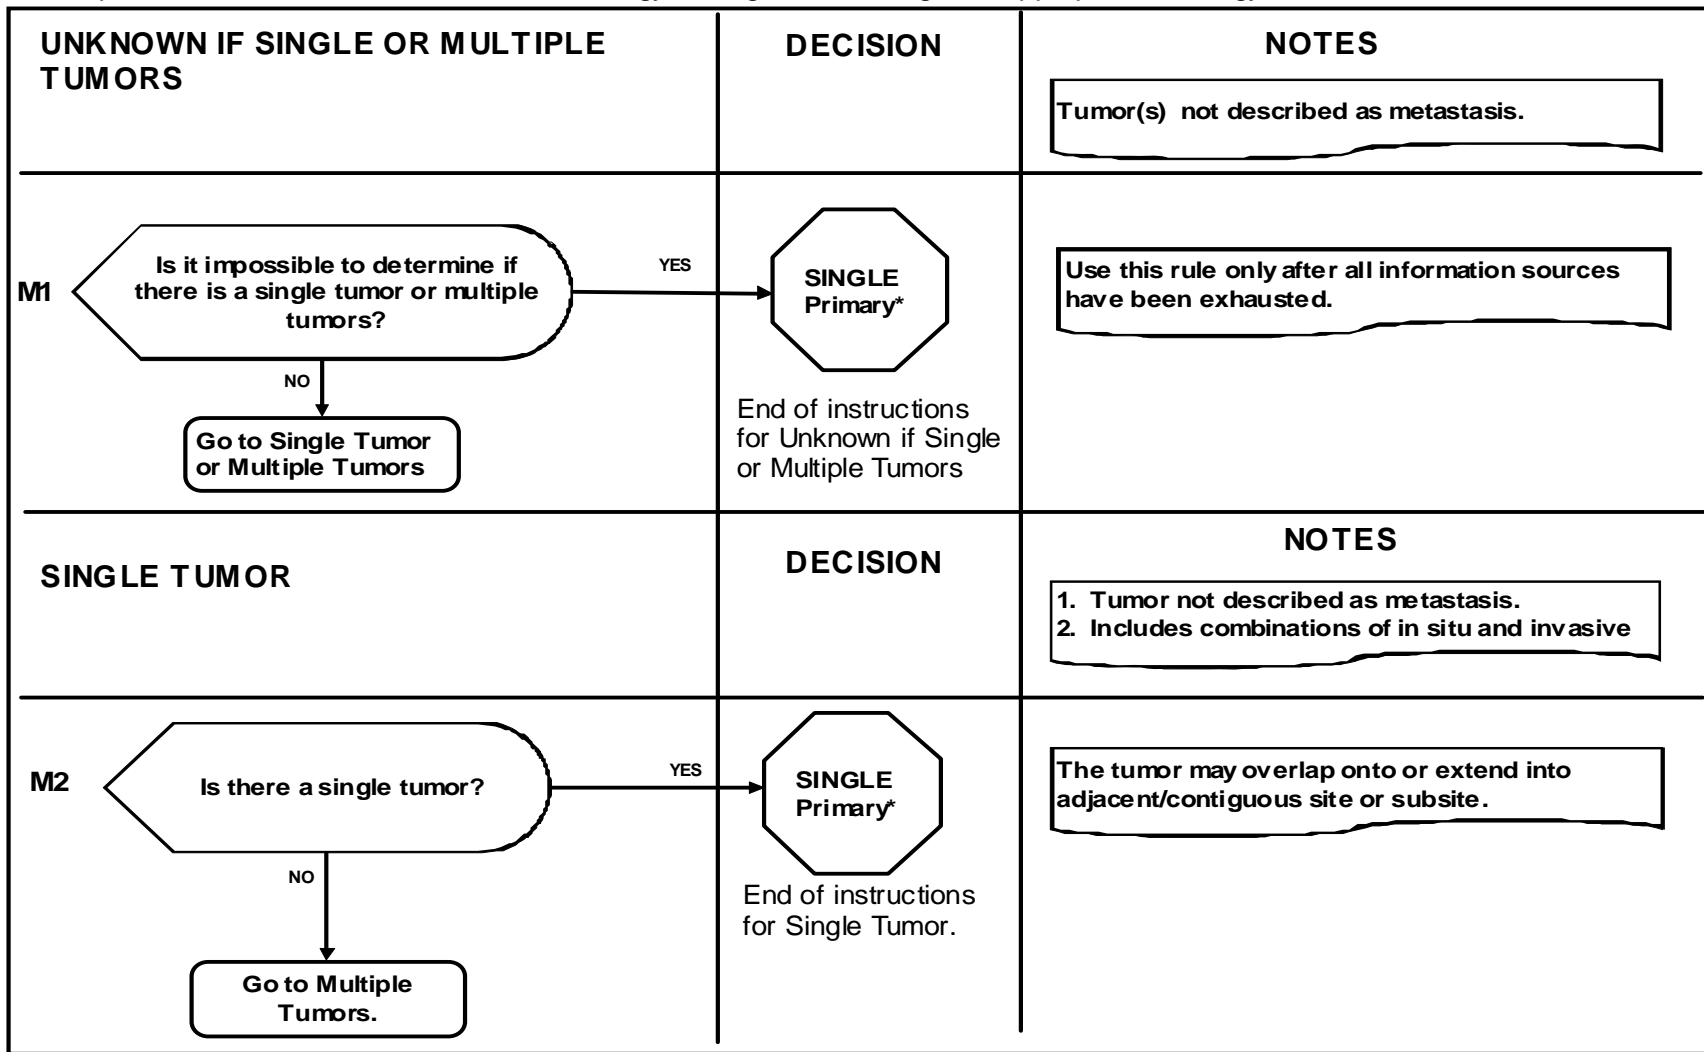 UNKNOWN IF SINGLE OR MULTIPLE
TUMORS
DECISION
NOTES
Tumor(s) not described as metastasis.
M1
Is it impossible to determine if
there is a single tumor or multiple
tumors?
YES
SINGLE
Primary*
Use this rule only after all information sources
have been exhausted.
NO
Go to Single Tumor
or Multiple Tumors
End of instructions
for Unknown if Single
or Multiple Tumors
SINGLE TUMOR
DECISION
NOTES
1. Tumor not described as metastasis.
2. Includes combinations of in situ and invasive
M2
Is there a single tumor?
YES
SINGLE
Primary*
The tumor may overlap onto or extend into
adjacent/contiguous site or subsite.
NO
Go to Multiple
Tumors.
End of instructions
for Single Tumor.